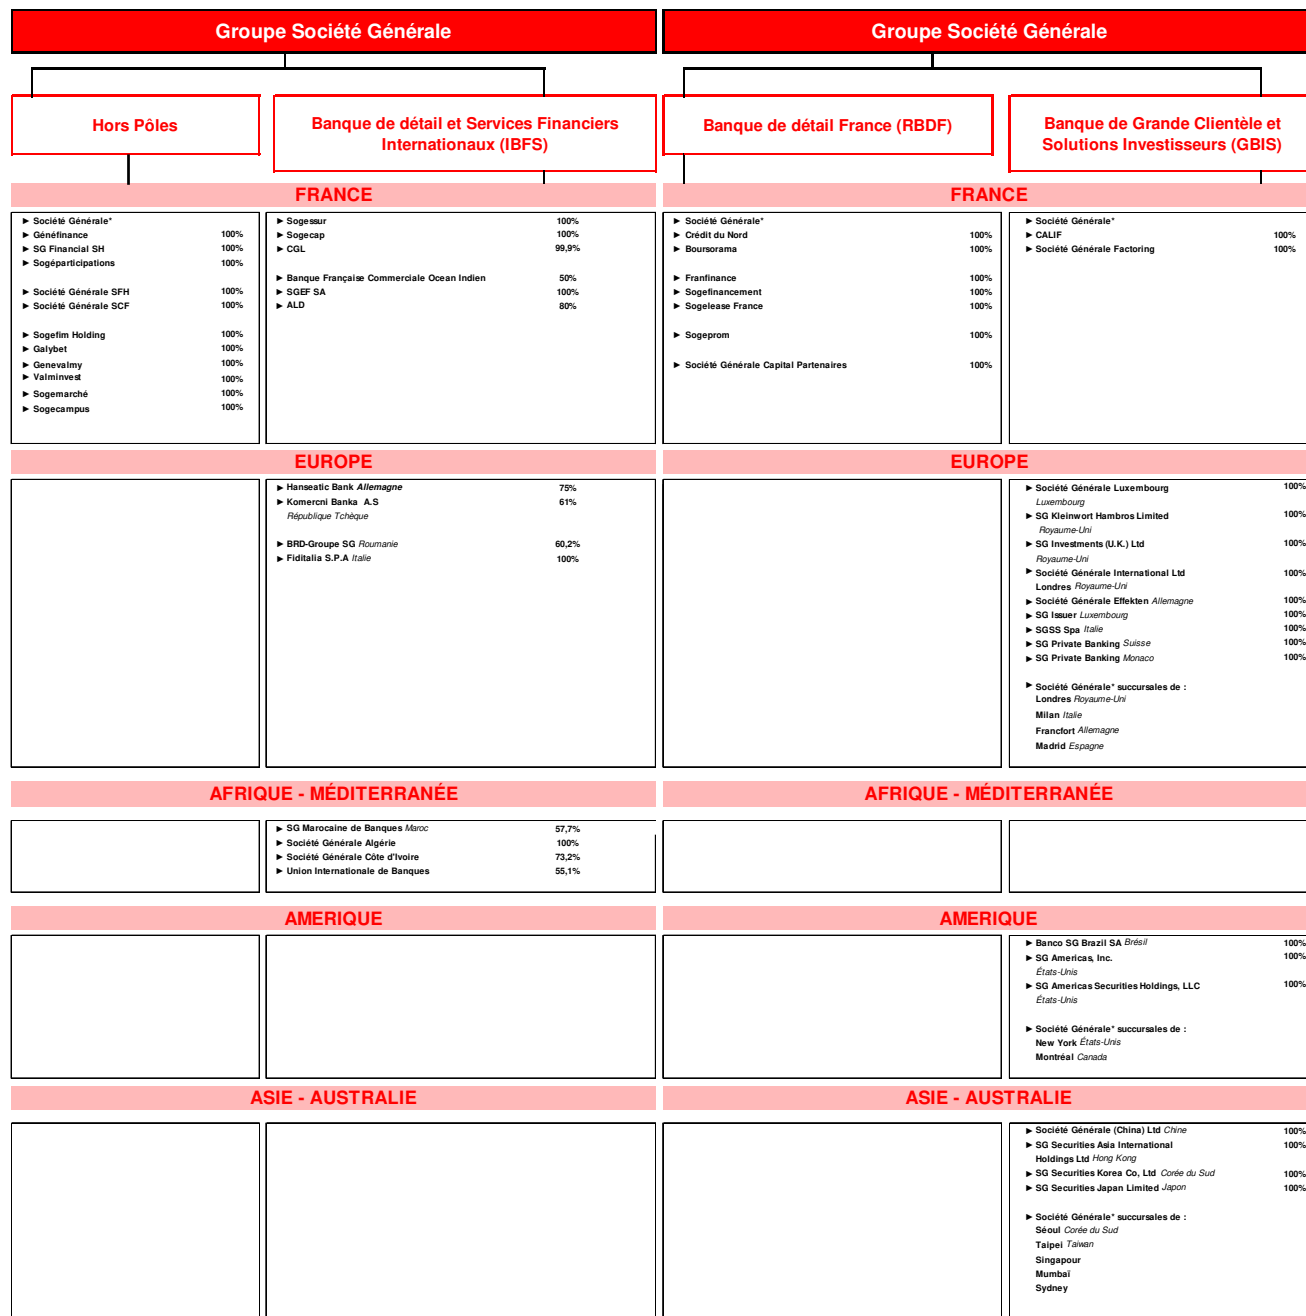 Groupe Société Générale
Hors Pôles
Banque de détail et Services Financiers
Internationaux (IBFS)
FRANCE
► Société Générale*
► Généfinance 100%
► SG Financial SH 100%
► Sogéparticipations 100%
► Société Générale SFH 100%
► Société Générale SCF 100%
► Sogefim Holding 100%
► Galybet 100%
► Genevalmy 100%
► Valminvest 100%
► Sogemarché 100%
► Sogecampus 100%
► Sogessur 100%
► Sogecap 100%
► CGL 99,9%
► Banque Française Commerciale Ocean Indien 50%
► SGEF SA 100%
► ALD 80%
EUROPE
► Hanseatic Bank Allemagne 75%
► Komercni Banka A.S 61%
République Tchèque
► BRD-Groupe SG Roumanie 60,2%
► Fiditalia S.P.A Italie 100%
AFRIQUE - MÉDITERRANÉE
► SG Marocaine de Banques Maroc 57,7%
► Société Générale Algérie 100%
► Société Générale Côte d'Ivoire 73,2%
► Union Internationale de Banques 55,1%
AMERIQUE
ASIE - AUSTRALIE
Groupe Société Générale
Banque de détail France (RBDF)
Banque de Grande Clientèle et
Solutions Investisseurs (GBIS)
FRANCE
► Société Générale*
► Crédit du Nord 100%
► Boursorama 100%
► Franfinance 100%
► Sogefinancement 100%
► Sogelease France 100%
► Sogeprom 100%
► Société Générale Capital Partenaires 100%
► Société Générale*
► CALIF 100%
► Société Générale Factoring 100%
EUROPE
► Société Générale Luxembourg 100%
Luxembourg
► SG Kleinwort Hambros Limited 100%
Royaume-Uni
► SG Investments (U.K.) Ltd 100%
Royaume-Uni
► Société Générale International Ltd 100%
Londres Royaume-Uni
► Société Générale Effekten Allemagne 100%
► SG Issuer Luxembourg 100%
► SGSS Spa Italie 100%
► SG Private Banking Suisse 100%
► SG Private Banking Monaco 100%
► Société Générale* succursales de :
Londres Royaume-Uni
Milan Italie
Francfort Allemagne
Madrid Espagne
AFRIQUE - MÉDITERRANÉE
AMERIQUE
► Banco SG Brazil SA Brésil 100%
► SG Americas, Inc. 100%
États-Unis
► SG Americas Securities Holdings, LLC 100%
États-Unis
► Société Générale* succursales de :
New York États-Unis
Montréal Canada
ASIE - AUSTRALIE
► Société Générale (China) Ltd Chine 100%
► SG Securities Asia International 100%
Holdings Ltd Hong Kong
► SG Securities Korea Co, Ltd Corée du Sud 100%
► SG Securities Japan Limited Japon 100%
► Société Générale* succursales de :
Séoul Corée du Sud
Taipei Taiwan
Singapour
Mumbaï
Sydney